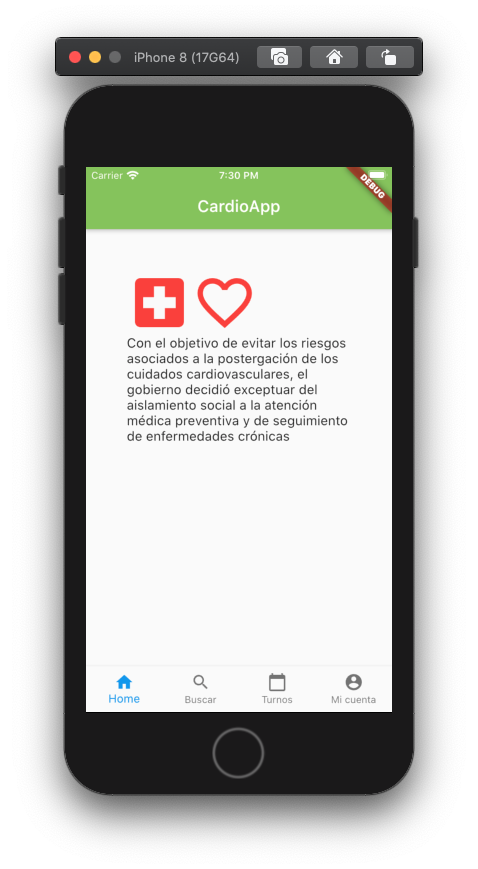 iPhone 8 (17G64)
Carrier 7:30 PM
DEBUG
CardioApp
Con el objetivo de evitar los riesgos
asociados a la postergación de los
cuidados cardiovasculares, el
gobierno decidió exceptuar del
aislamiento social a la atención
médica preventiva y de seguimiento
de enfermedades crónicas
Home Buscar Turnos Mi cuenta